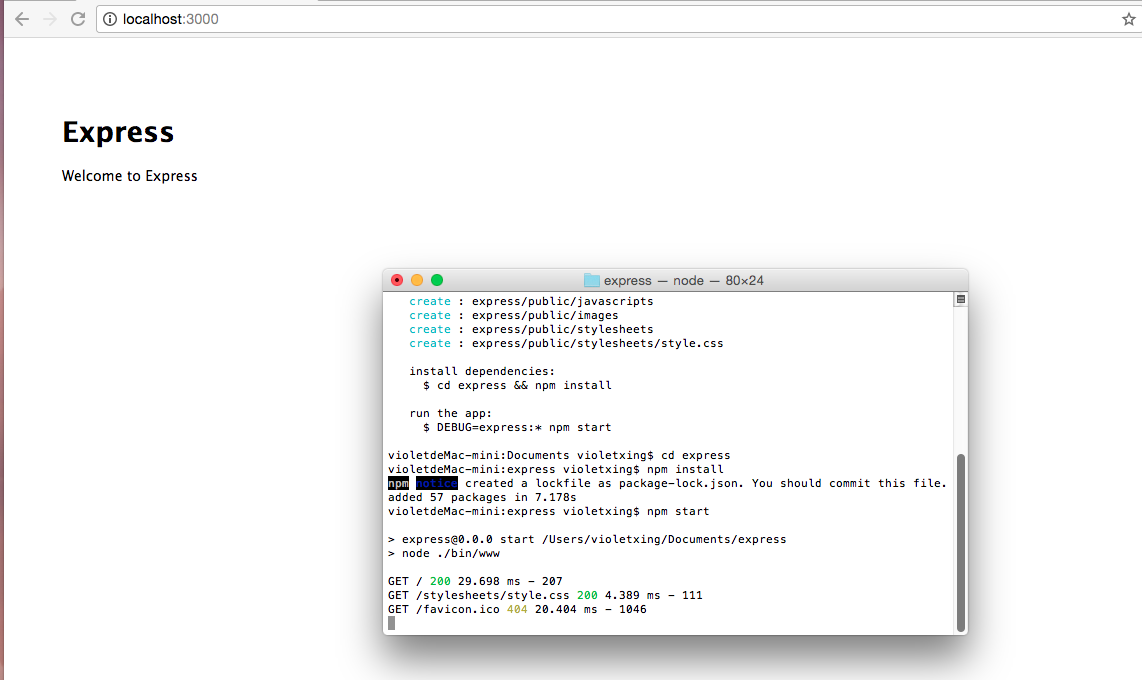 localhost:3000
Express
Welcome to Express
express — node — 80×24
create : express/public/javascripts
create : express/public/images
create : express/public/stylesheets
create : express/public/stylesheets/style.css
install dependencies:
$ cd express && npm install
run the app:
$ DEBUG=express:* npm start
violetdeMac-mini:Documents violetxing$ cd express
violetdeMac-mini:express violetxing$ npm install
npm notice created a lockfile as package-lock.json. You should commit this file.
added 57 packages in 7.178s
violetdeMac-mini:express violetxing$ npm start
> express@0.0.0 start /Users/violetxing/Documents/express
> node ./bin/www
GET / 200 29.698 ms - 207
GET /stylesheets/style.css 200 4.389 ms - 111
GET /favicon.ico 404 20.404 ms - 1046